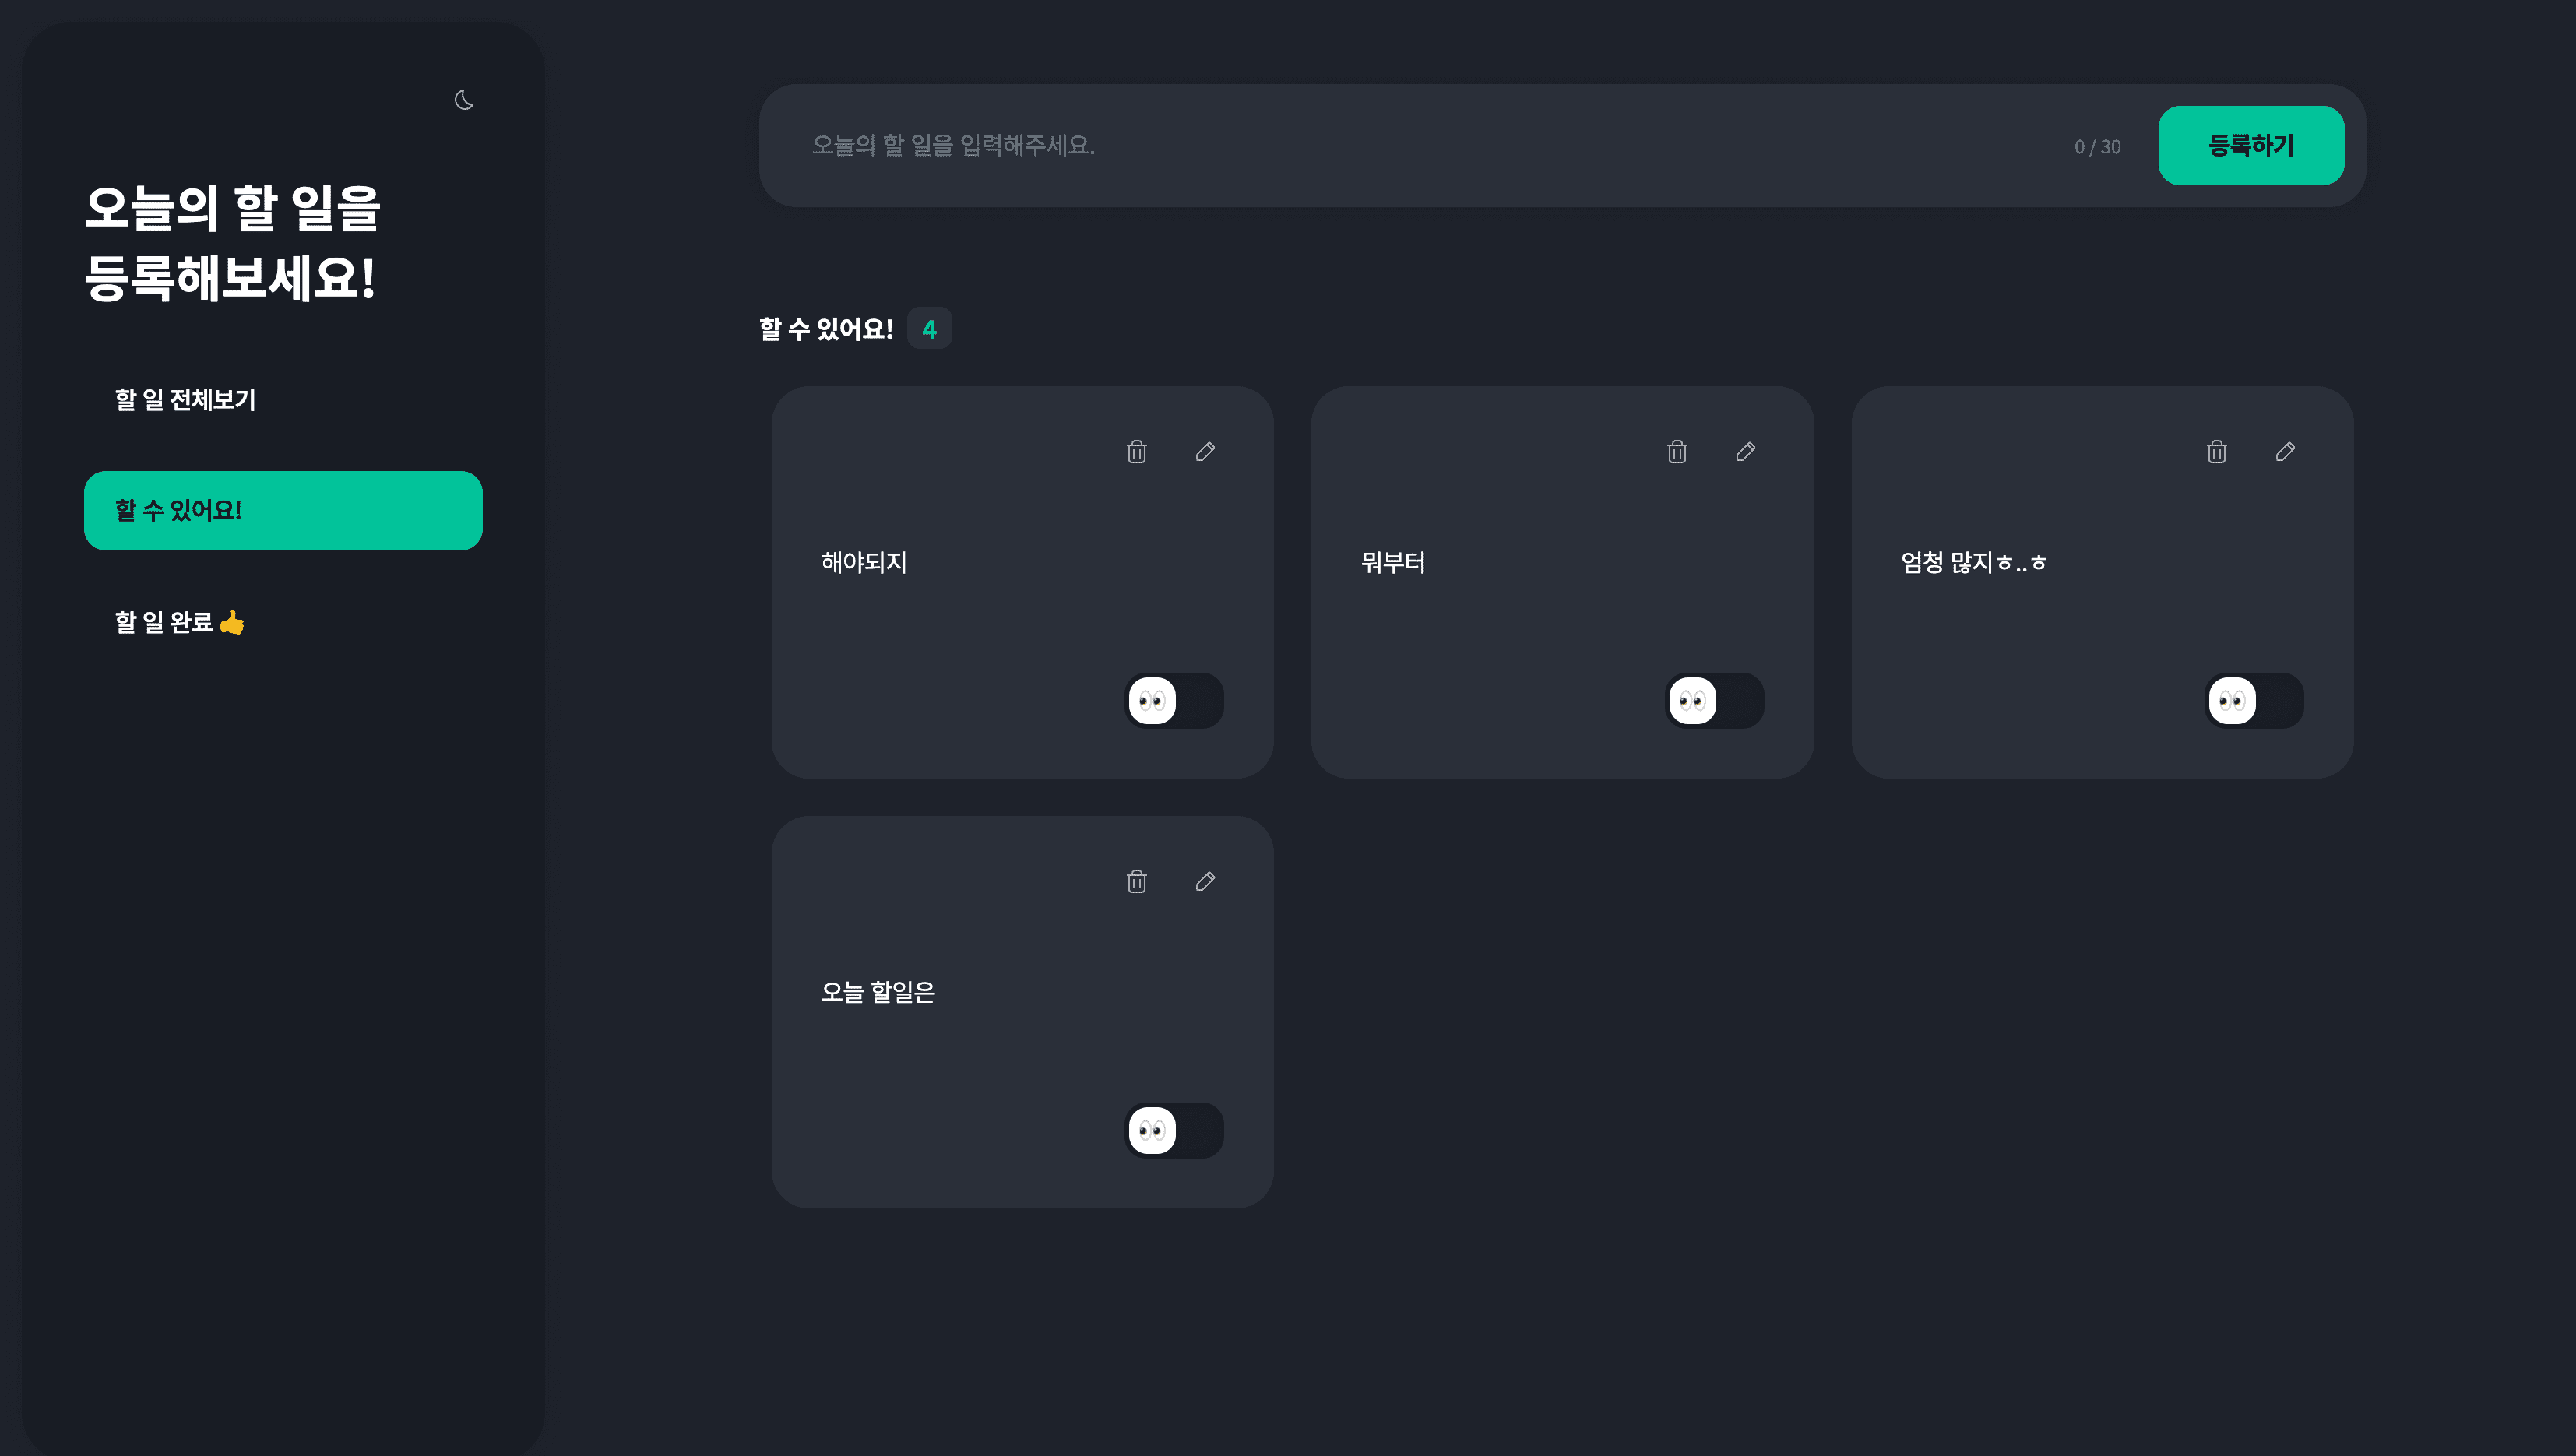 오늘의 할 일을
등록해보세요!
할 일 전체보기
할 수 있어요!
할 일 완료 👍
오늘의 할 일을 입력해주세요.
0 / 30
등록하기
할 수 있어요! 4
해야되지
뭐부터
엄청 많지ㅎ..ㅎ
오늘 할일은